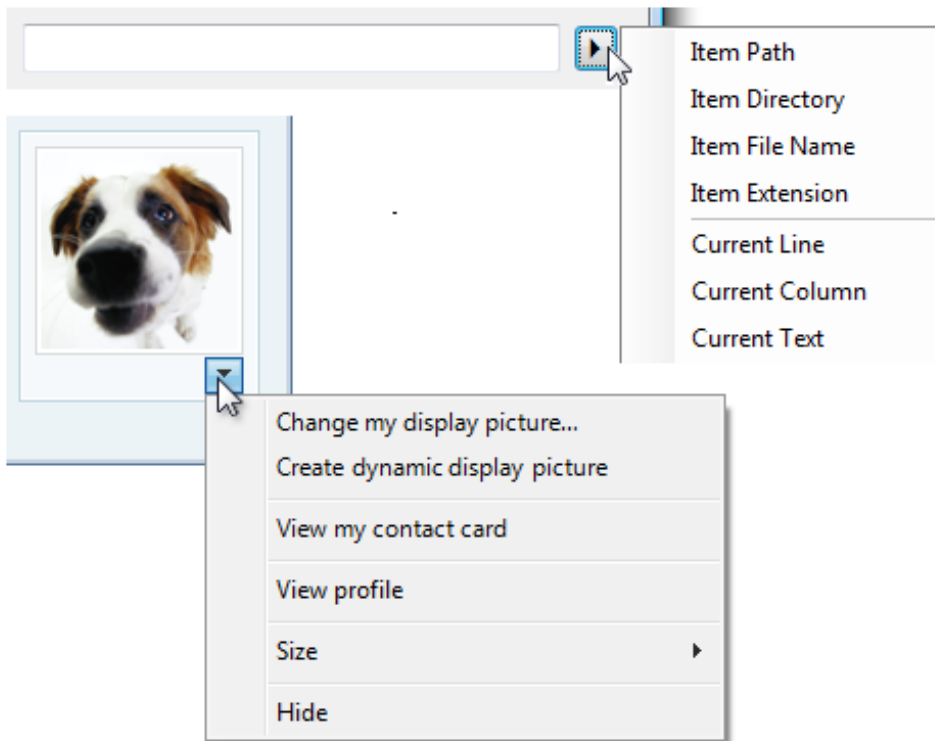 Item Path
Item Directory
Item File Name
Item Extension
Current Line
Current Column
Current Text
Change my display picture...
Create dynamic display picture
View my contact card
View profile
Size
Hide